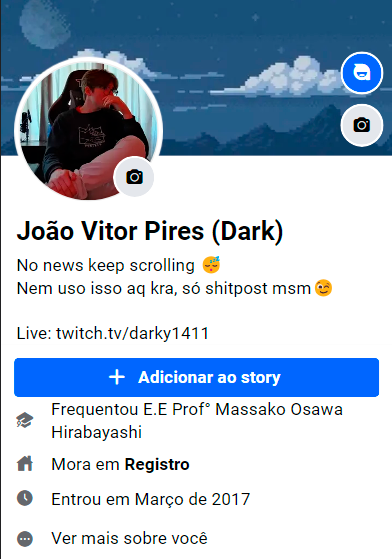 João Vitor Pires (Dark)
No news keep scrolling 😴
Nem uso isso aq kra, só shitpost msm😉
Live: twitch.tv/darky1411
Adicionar ao story
Frequentou E.E Prof° Massako Osawa
Hirabayashi
Mora em Registro
Entrou em Março de 2017
Ver mais sobre você